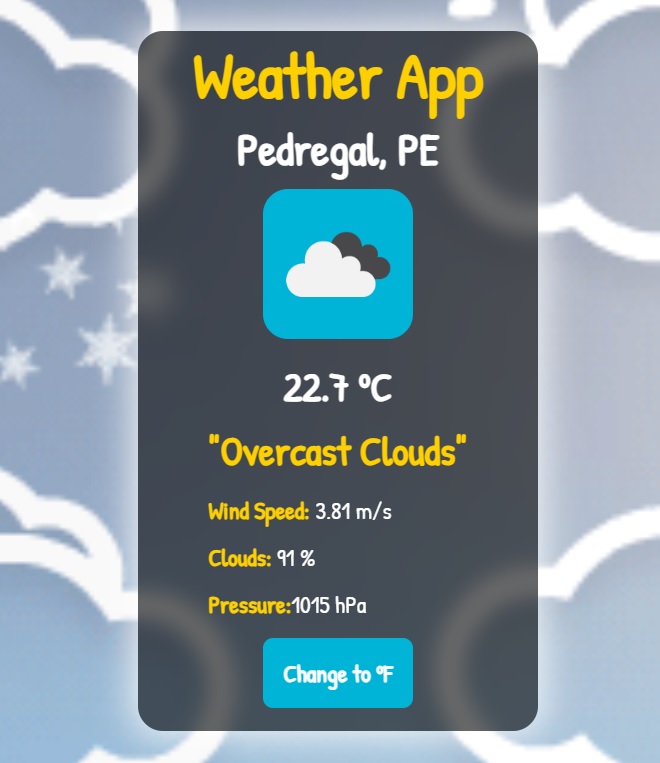 Weather App
Pedregal, PE
22.7 ºC
"Overcast Clouds"
Wind Speed: 3.81 m/s
Clouds: 91 %
Pressure:1015 hPa
Change to ºF